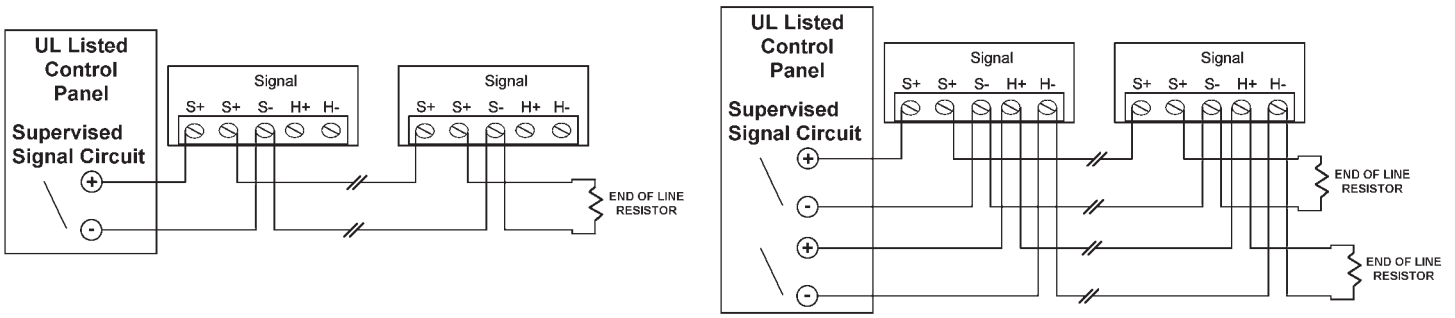 UL Listed
Control
Panel
Supervised
Signal Circuit
+
-
Signal
S+ S+ S- H+ H-
Signal
S+ S+ S- H+ H-
END OF LINE
RESISTOR
UL Listed
Control
Panel
Supervised
Signal Circuit
+
-
+
-
Signal
S+ S+ S- H+ H-
Signal
S+ S+ S- H+ H-
END OF LINE
RESISTOR
END OF LINE
RESISTOR